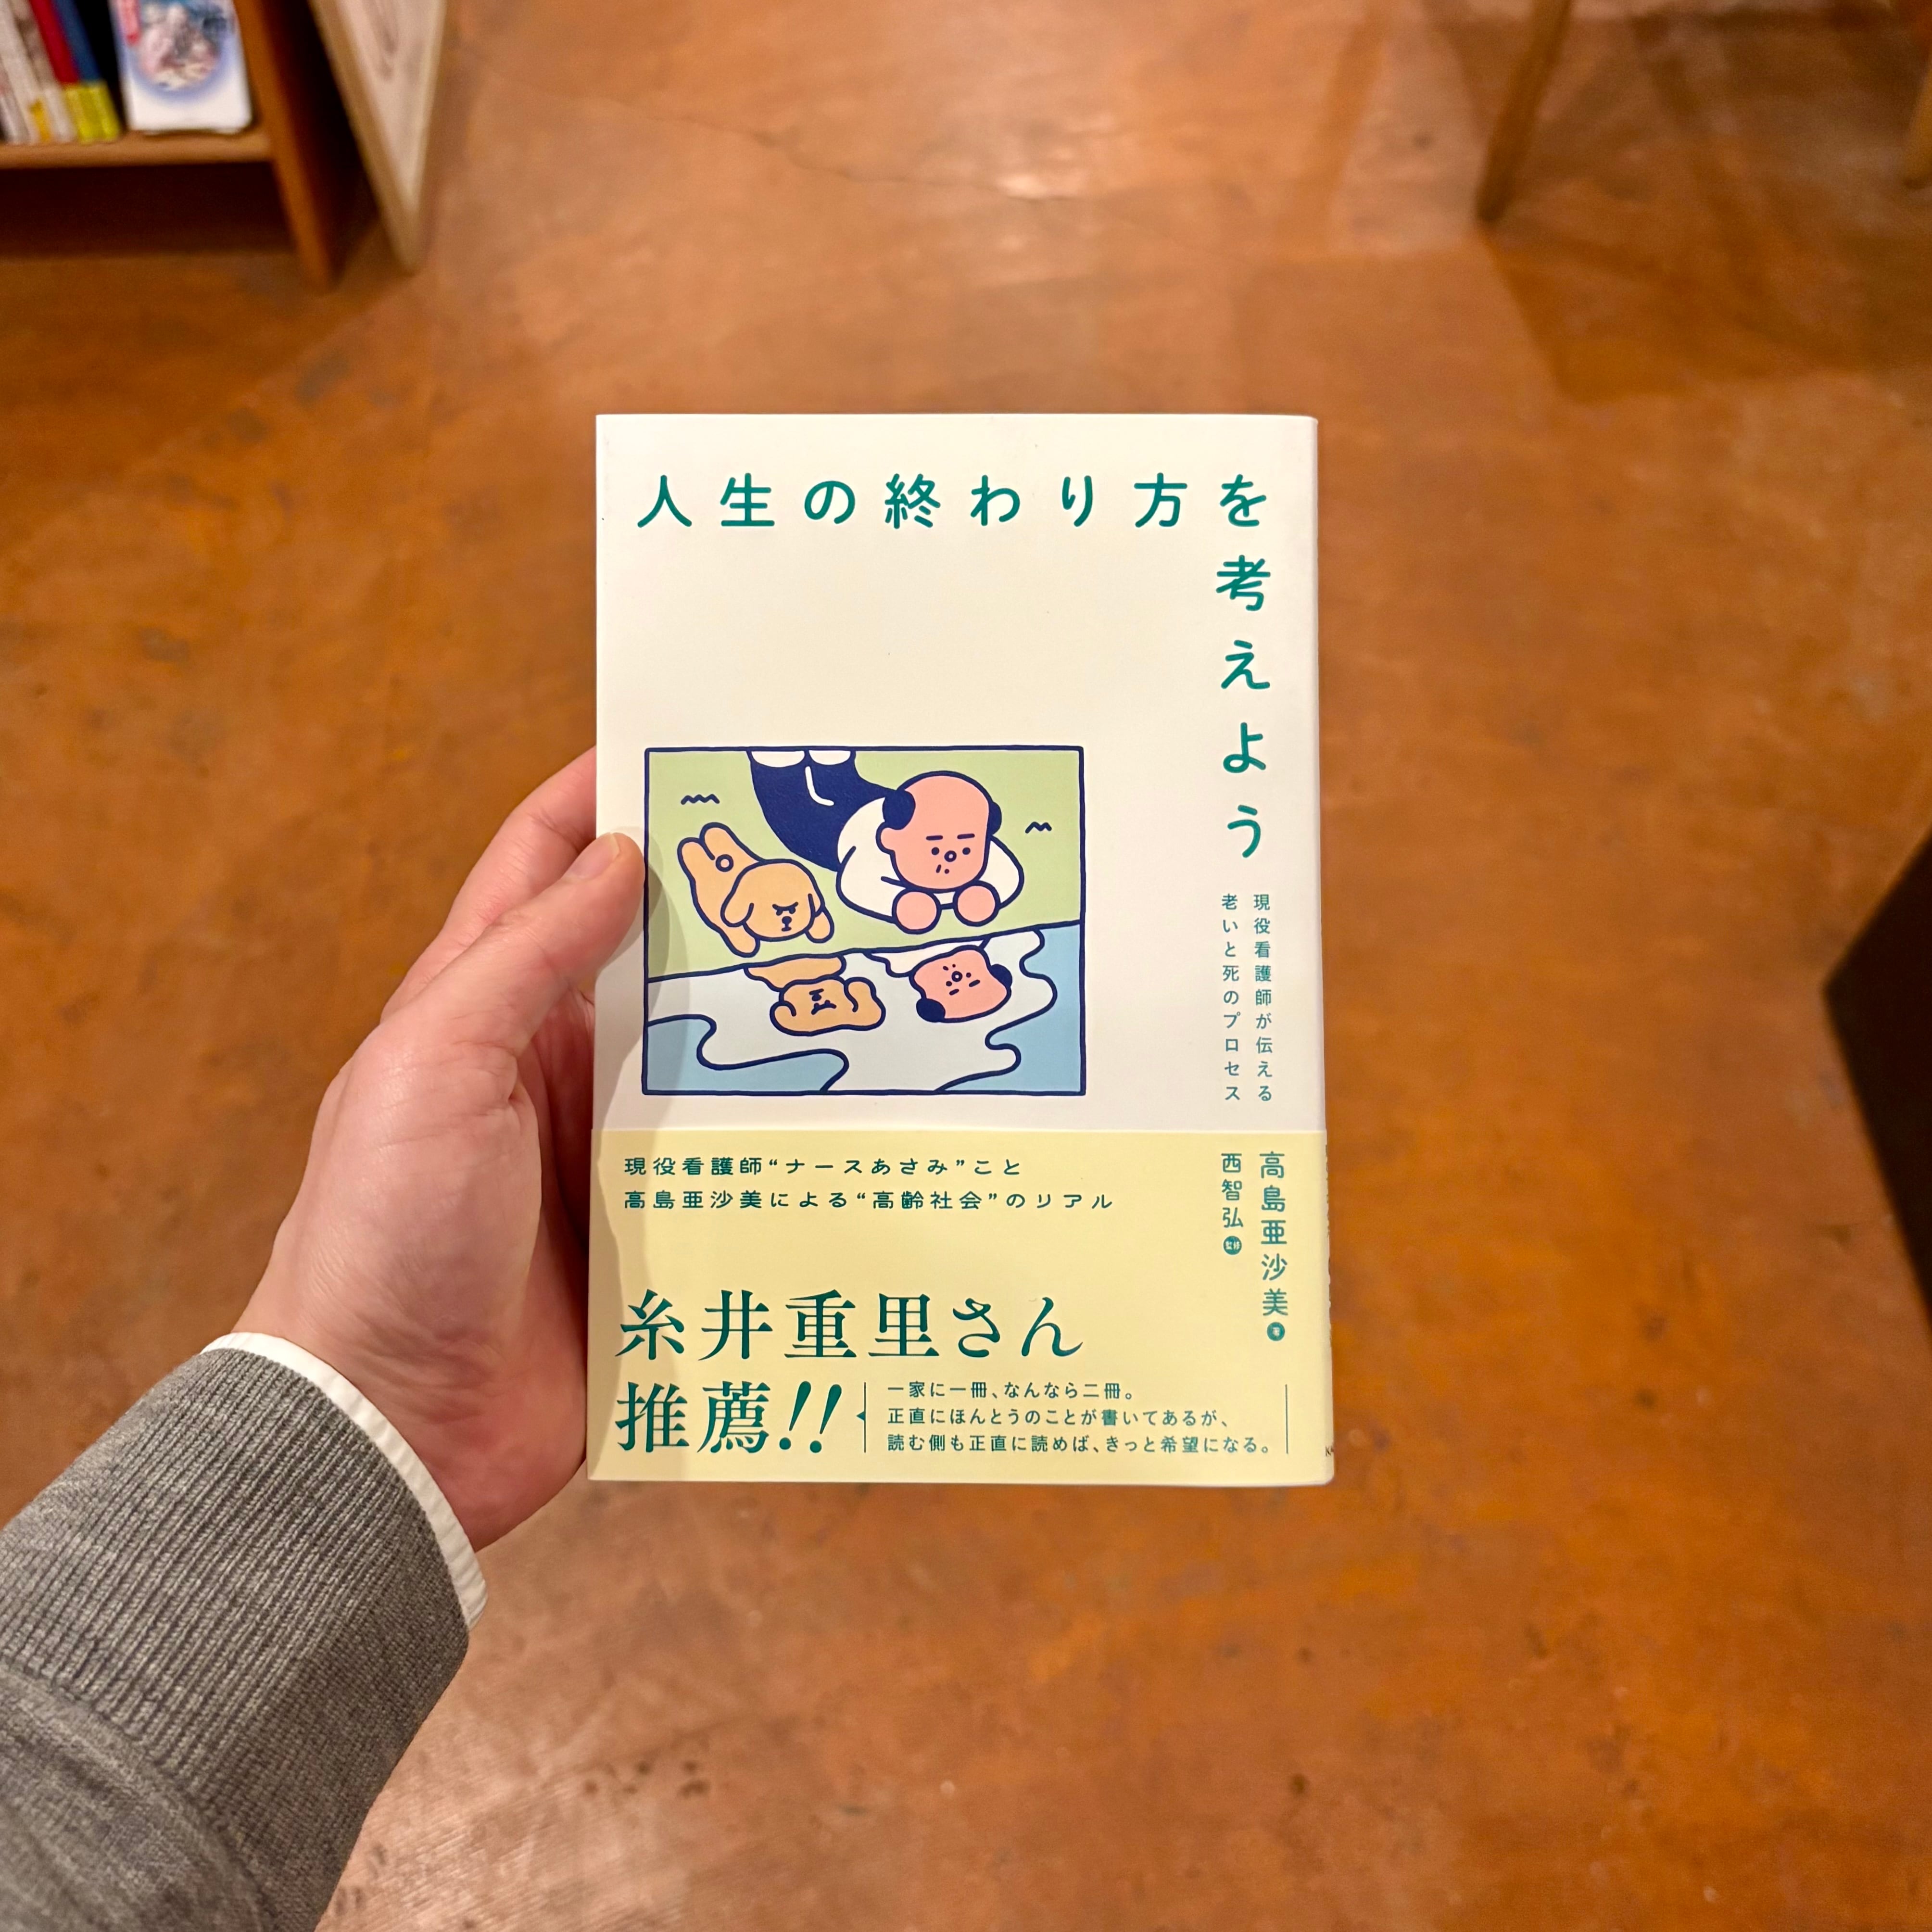 人生の終わり方を
考えよう
現役看護師が伝える
老いと死のプロセス
高島亜沙美 著
西智弘 監修
現役看護師“ナースあさみ”こと
高島亜沙美による“高齢社会”のリアル
糸井重里さん
推薦!!
一家に一冊、なんなら二冊。
正直にほんとうのことが書いてあるが、
読む側も正直に読めば、きっと希望になる。